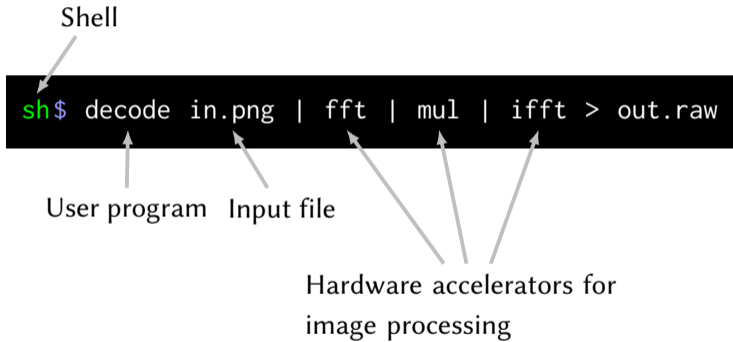 Shell
sh$ decode in.png | fft | mul | ifft > out.raw
User program Input file
Hardware accelerators for
image processing